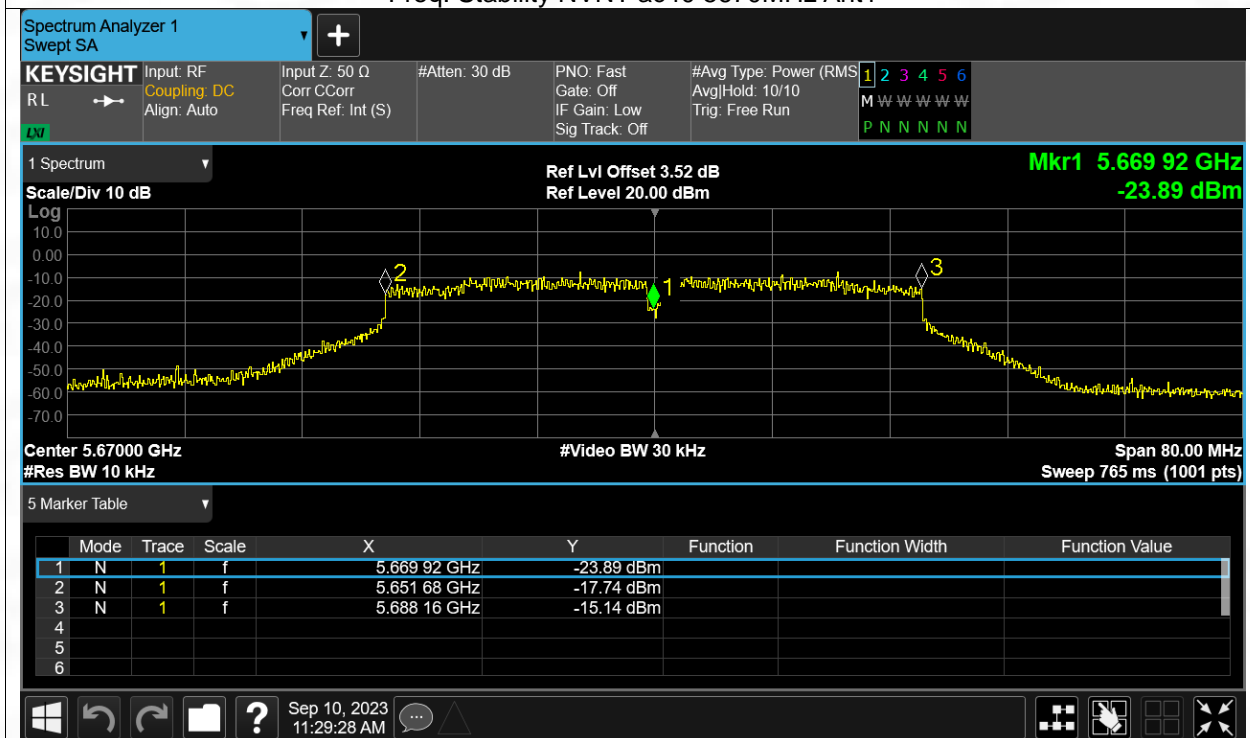 Freq. Stability NVNT ac40 5670MHz Ant1
Spectrum Analyzer 1
Swept SA
KEYSIGHT
RL
LXI
Input: RF
Coupling: DC
Align: Auto
Input Z: 50 Ω
Corr CCorr
Freq Ref: Int (S)
#Atten: 30 dB
PNO: Fast
Gate: Off
IF Gain: Low
Sig Track: Off
#Avg Type: Power (RMS
Avg|Hold: 10/10
Trig: Free Run
1 2 3 4 5 6
M W W W W W
P N N N N N
1 Spectrum
Scale/Div 10 dB
Ref Lvl Offset 3.52 dB
Ref Level 20.00 dBm
Mkr1 5.669 92 GHz
-23.89 dBm
Log
10.0
0.00
-10.0
-20.0
-30.0
-40.0
-50.0
-60.0
-70.0
2
1
3
Center 5.67000 GHz
#Video BW 30 kHz
Span 80.00 MHz
#Res BW 10 kHz
Sweep 765 ms (1001 pts)
5 Marker Table
Mode Trace Scale X Y Function Function Width Function Value
1 N 1 f 5.669 92 GHz -23.89 dBm
2 N 1 f 5.651 68 GHz -17.74 dBm
3 N 1 f 5.688 16 GHz -15.14 dBm
4
5
6
?
Sep 10, 2023
11:29:28 AM